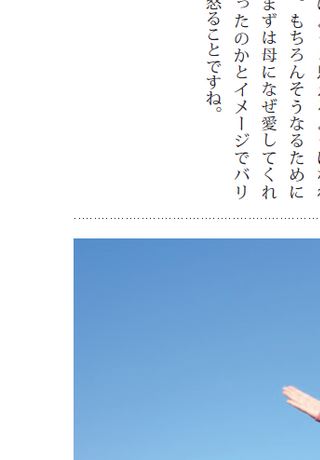 。もちろんそうなるために
まずは母になぜ愛してくれ
ったのかとイメージでバリ
怒ることですね。